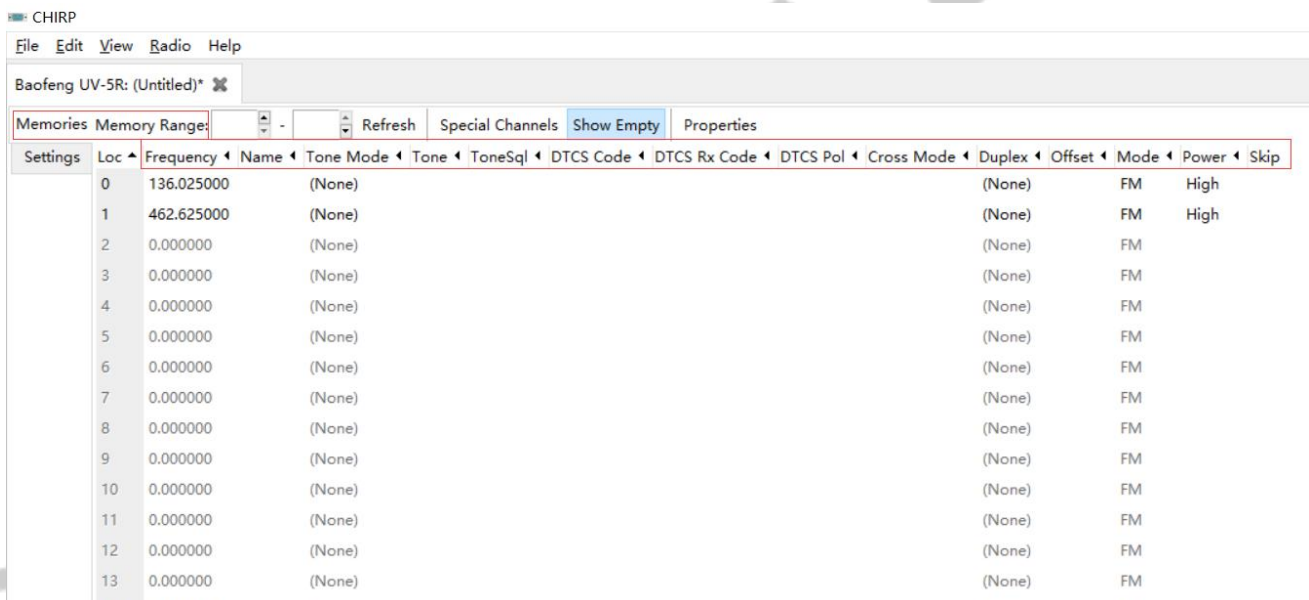 CHIRP
File Edit View Radio Help
Baofeng UV-5R: (Untitled)*
Memories Memory Range: - Refresh Special Channels Show Empty Properties
Settings Loc Frequency Name Tone Mode Tone ToneSql DTCS Code DTCS Rx Code DTCS Pol Cross Mode Duplex Offset Mode Power Skip
0 136.025000 (None) (None) FM High
1 462.625000 (None) (None) FM High
2 0.000000 (None) (None) FM
3 0.000000 (None) (None) FM
4 0.000000 (None) (None) FM
5 0.000000 (None) (None) FM
6 0.000000 (None) (None) FM
7 0.000000 (None) (None) FM
8 0.000000 (None) (None) FM
9 0.000000 (None) (None) FM
10 0.000000 (None) (None) FM
11 0.000000 (None) (None) FM
12 0.000000 (None) (None) FM
13 0.000000 (None) (None) FM